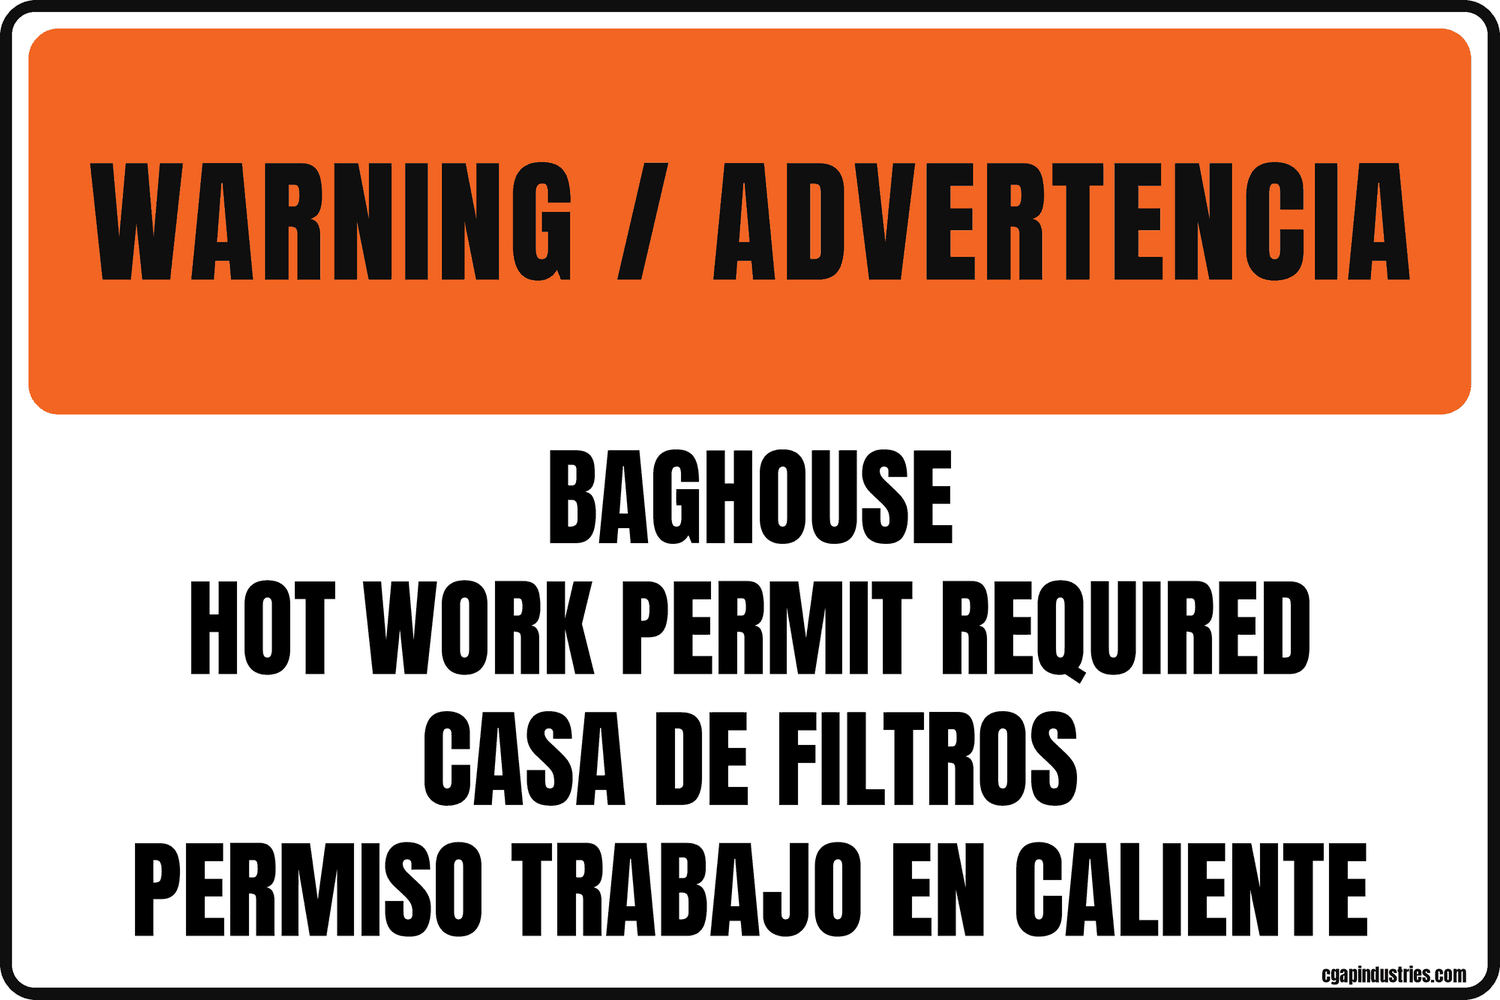 WARNING / ADVERTENCIA
BAGHOUSE
HOT WORK PERMIT REQUIRED
CASA DE FILTROS
PERMISO TRABAJO EN CALIENTE
cgapindustries.com